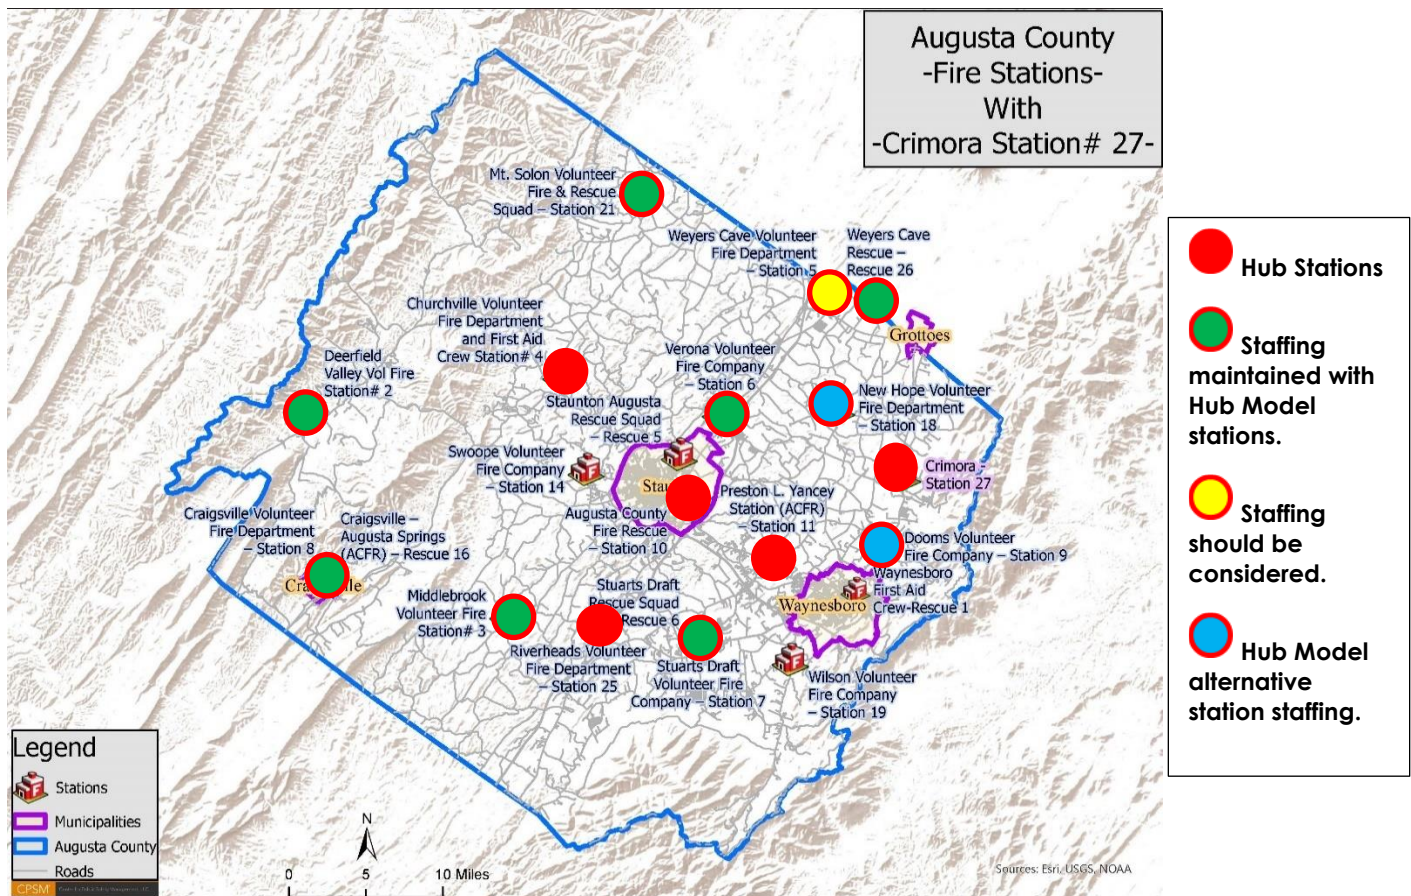 Augusta County
-Fire Stations-
With
-Crimora Station# 27-
Mt. Solon Volunteer
Fire & Rescue
Squad – Station 21
Weyers Cave Volunteer
Fire Department
– Station 5
Weyers Cave
Rescue –
Rescue 26
Grottoes
Churchville Volunteer
Fire Department
and First Aid
Crew Station# 4
Deerfield
Valley Vol Fire
Station# 2
Verona Volunteer
Fire Company
– Station 6
New Hope Volunteer
Fire Department
– Station 18
Staunton Augusta
Rescue Squad
– Rescue 5
Swoope Volunteer
Fire Company
– Station 14
Stau
Crimora -
Station 27
Preston L. Yancey
Station (ACFR)
– Station 11
Augusta County
Fire Rescue
– Station 10
Craigsville Volunteer
Fire Department
– Station 8
Craigsville –
Augusta Springs
(ACFR) – Rescue 16
Cra lle
Dooms Volunteer
Fire Company – Station 9
Waynesboro
First Aid
Crew-Rescue 1
Waynesboro
Middlebrook
Volunteer Fire
Station# 3
Stuarts Draft
Rescue Squad
Rescue 6
Riverheads Volunteer
Fire Department
– Station 25
Stuarts Draft
Volunteer Fire
Company – Station 7
Wilson Volunteer
Fire Company
– Station 19
Legend
Stations
Municipalities
Augusta County
Roads
CPSM
N
0 5 10 Miles
Sources: Esri, USGS, NOAA
Hub Stations
Staffing
maintained with
Hub Model
stations.
Staffing
should be
considered.
Hub Model
alternative
station staffing.